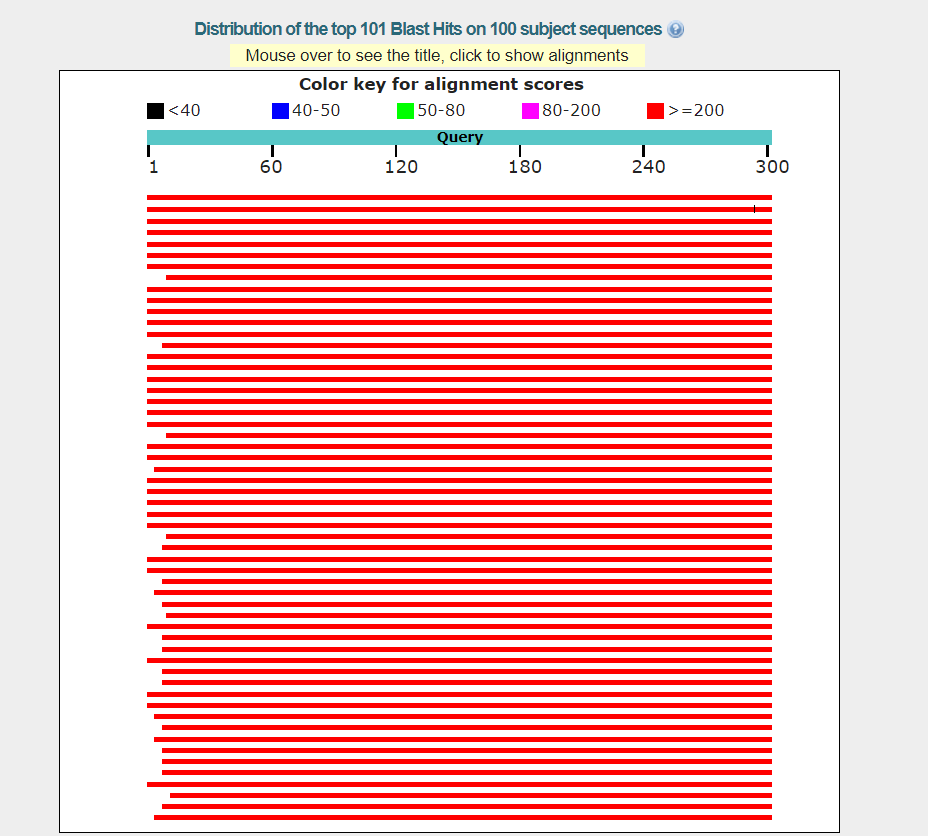 Distribution of the top 101 Blast Hits on 100 subject sequences ?
Mouse over to see the title, click to show alignments
Color key for alignment scores
<40 40-50 50-80 80-200 >=200
Query
1 60 120 180 240 300